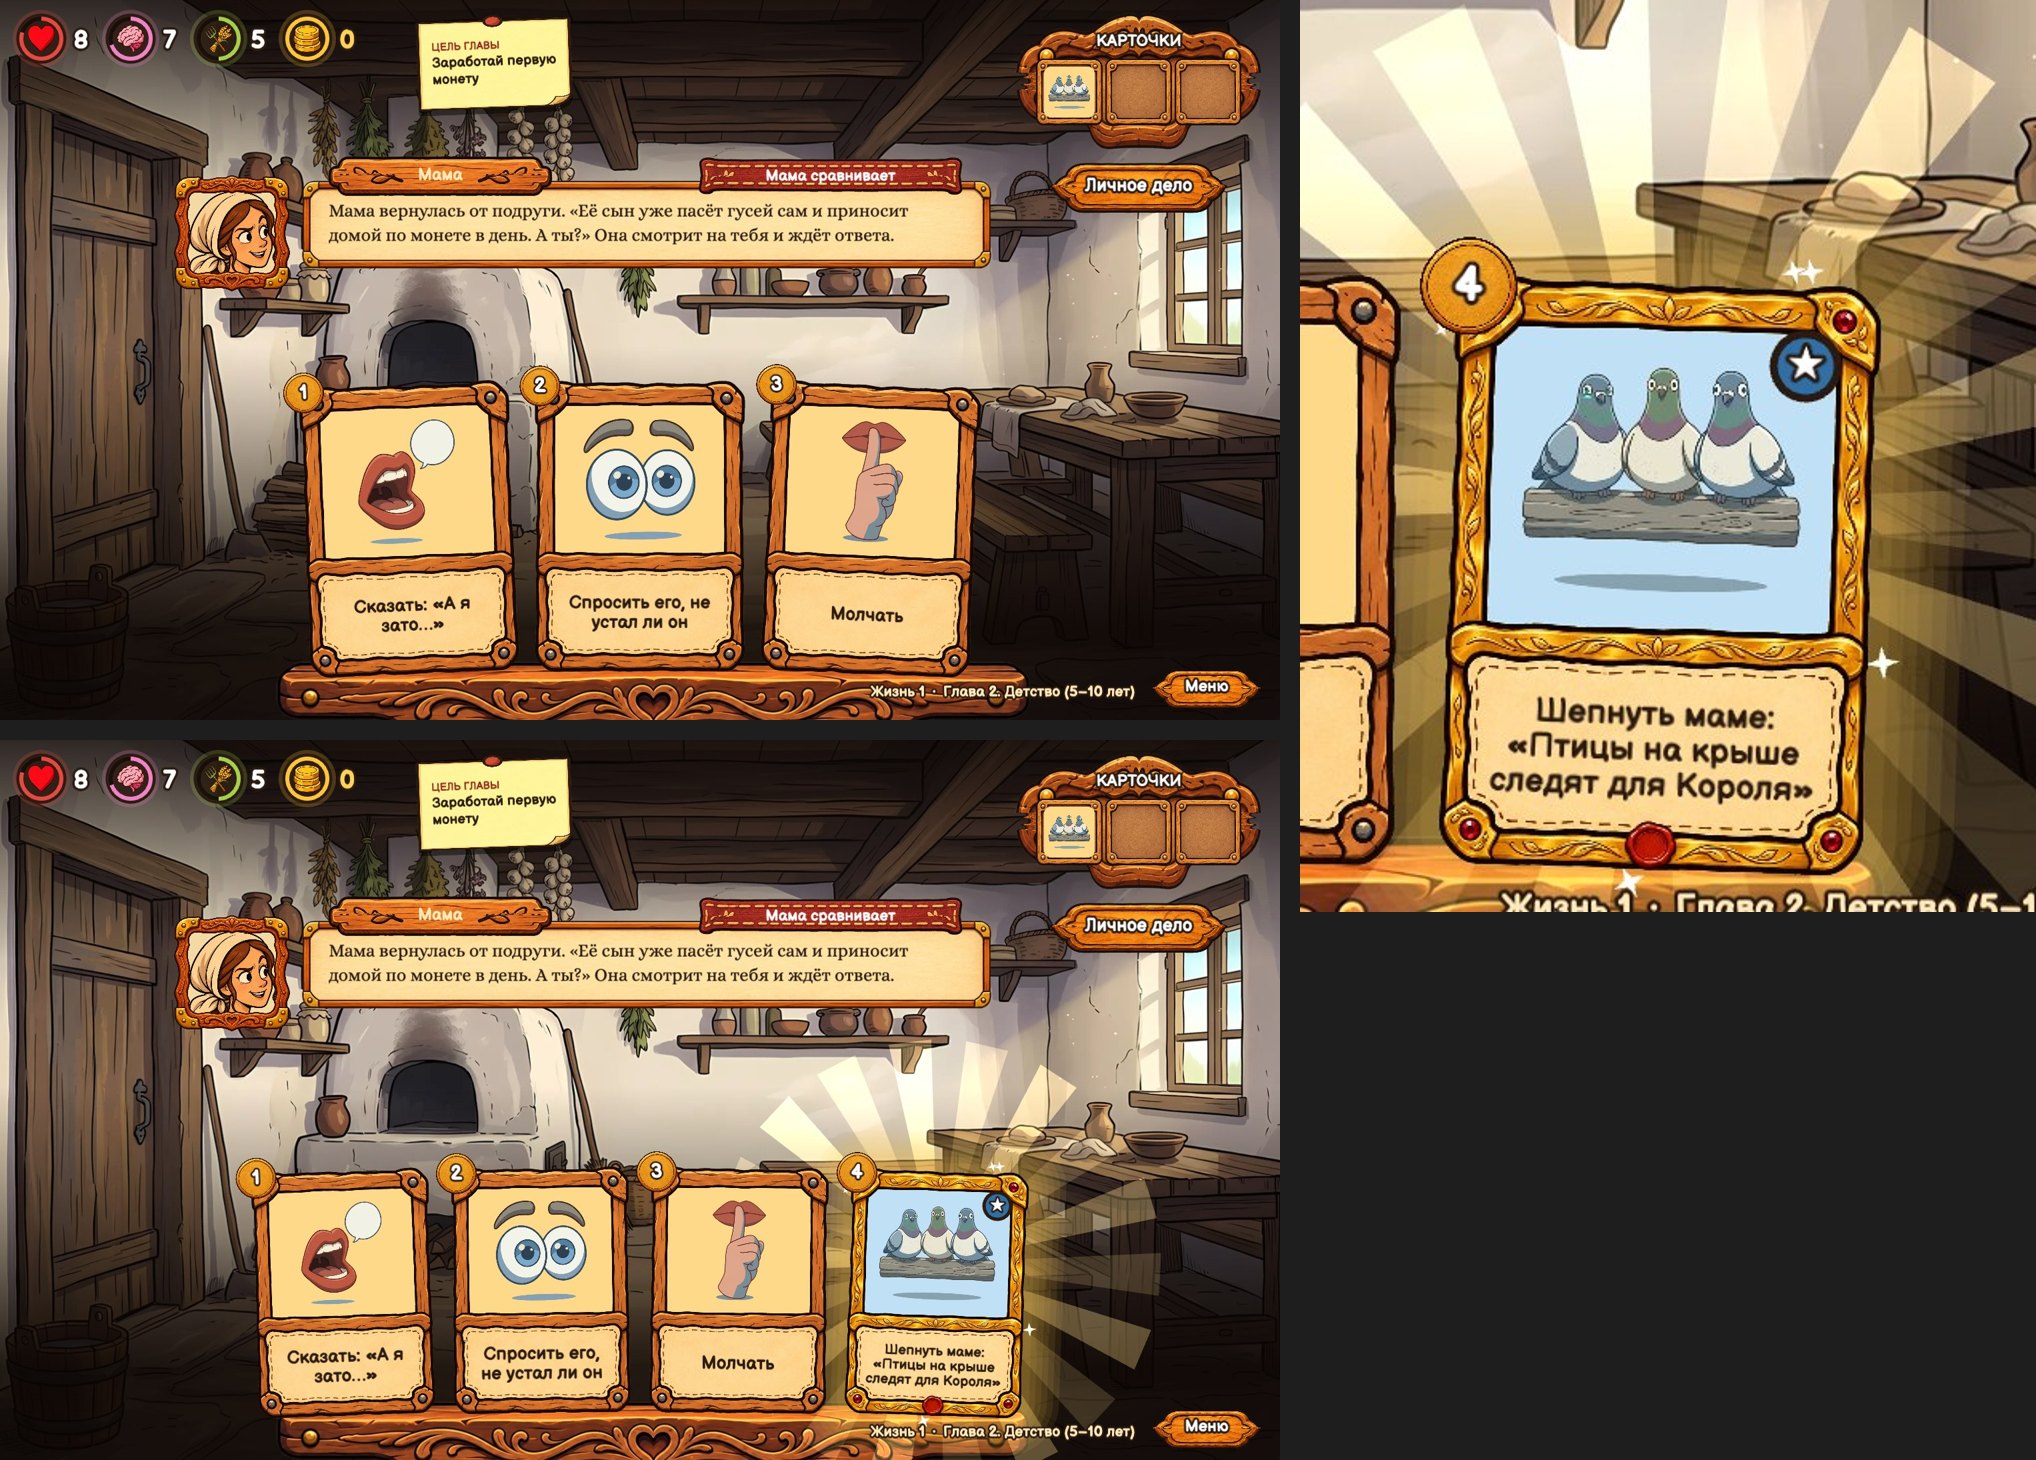 8 7 5 0
ЦЕЛЬ ГЛАВЫ
Заработай первую
монету
КАРТОЧКИ
Личное дело
Мама
Мама сравнивает
Мама вернулась от подруги. «Её сын уже пасёт гусей сам и приносит
домой по монете в день. А ты?» Она смотрит на тебя и ждёт ответа.
1
Сказать: «А я
зато...»
2
Спросить его, не
устал ли он
3
Молчать
Жизнь 1 · Глава 2. Детство (5–10 лет)
Меню
4
Шепнуть маме:
«Птицы на крыше
следят для Короля»
Жизнь 1 · Глава 2. Детство (5–1
8 7 5 0
ЦЕЛЬ ГЛАВЫ
Заработай первую
монету
КАРТОЧКИ
Личное дело
Мама
Мама сравнивает
Мама вернулась от подруги. «Её сын уже пасёт гусей сам и приносит
домой по монете в день. А ты?» Она смотрит на тебя и ждёт ответа.
1
Сказать: «А я
зато...»
2
Спросить его,
не устал ли он
3
Молчать
4
Шепнуть маме:
«Птицы на крыше
следят для Короля»
Жизнь 1 · Глава 2. Детство (5–10 лет)
Меню